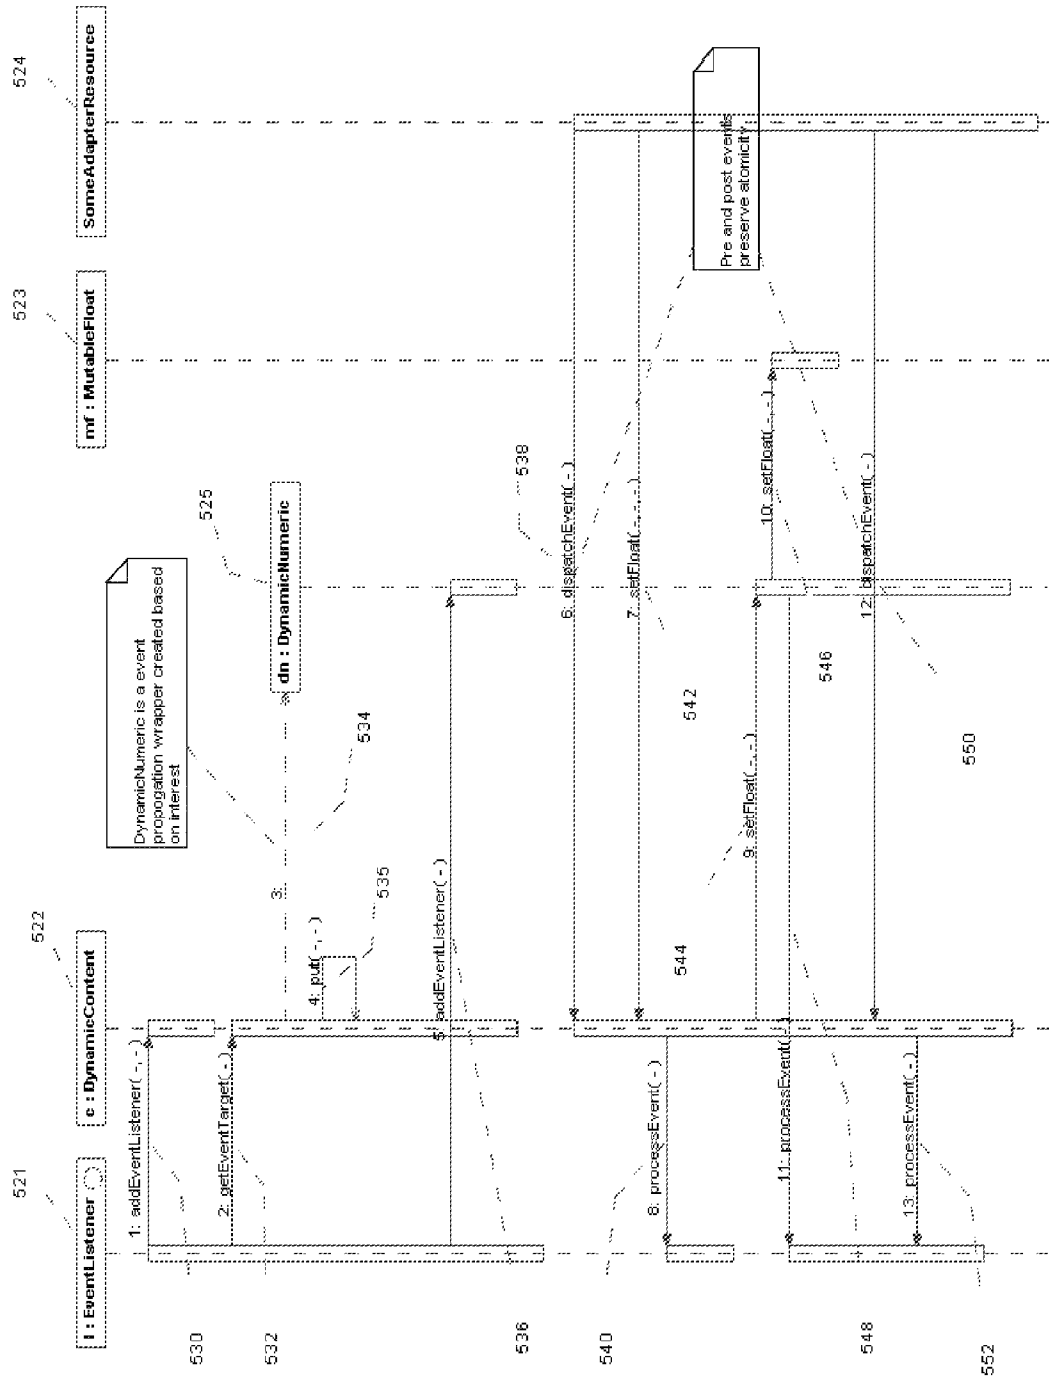 521
522
523
524
l : EventListener
c : DynamicContent
mf : MutableFloat
SomeAdapterResource
DynamicNumeric is a event
propogation wrapper created based
on interest
525
dn : DynamicNumeric
1: addEventListener( -, - )
530
2: getEventTarget( - )
532
3:
534
4: put( -, - )
535
5: addEventListener( - )
536
538
6: dispatchEvent( - )
7: setFloat( -, -, - )
542
8: processEvent( - )
540
Pre and post events
preserve atomicity
9: setFloat( -, - )
544
10: setFloat( -, - )
546
11: processEvent( - )
548
12: dispatchEvent( - )
550
13: processEvent( - )
552